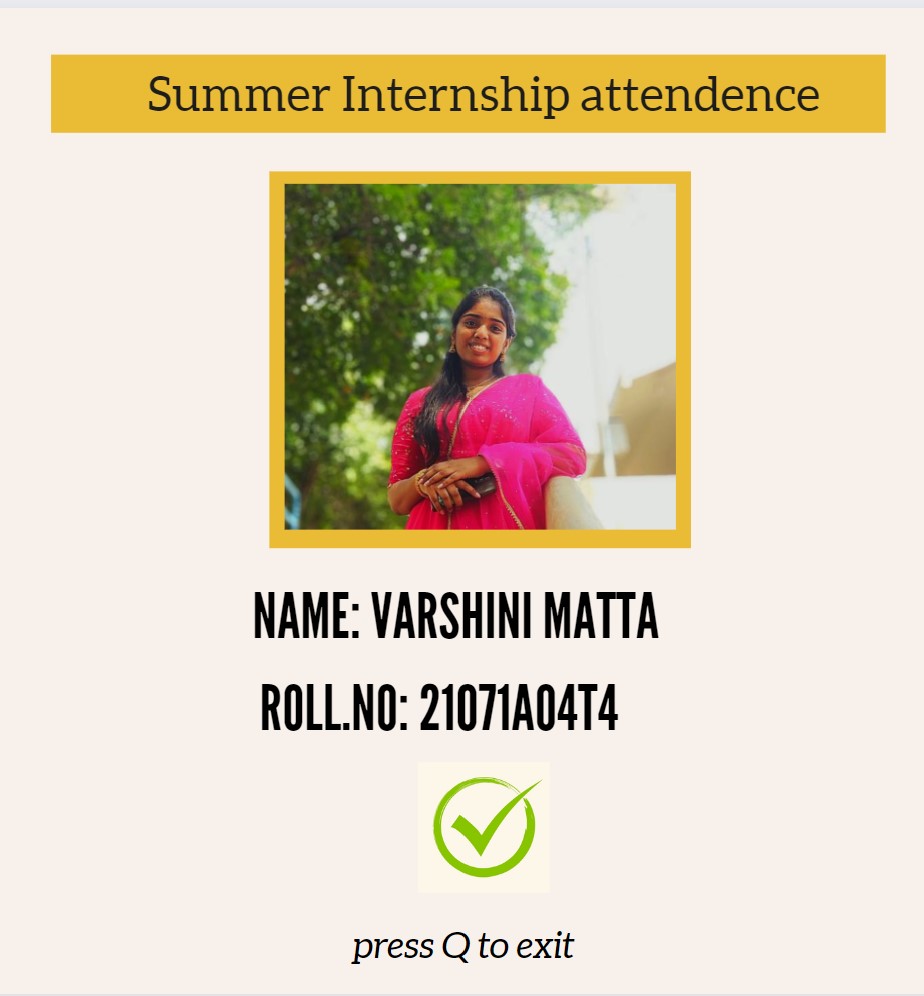 Summer Internship attendence
NAME: VARSHINI MATTA
ROLL.NO: 21071A04T4
press Q to exit